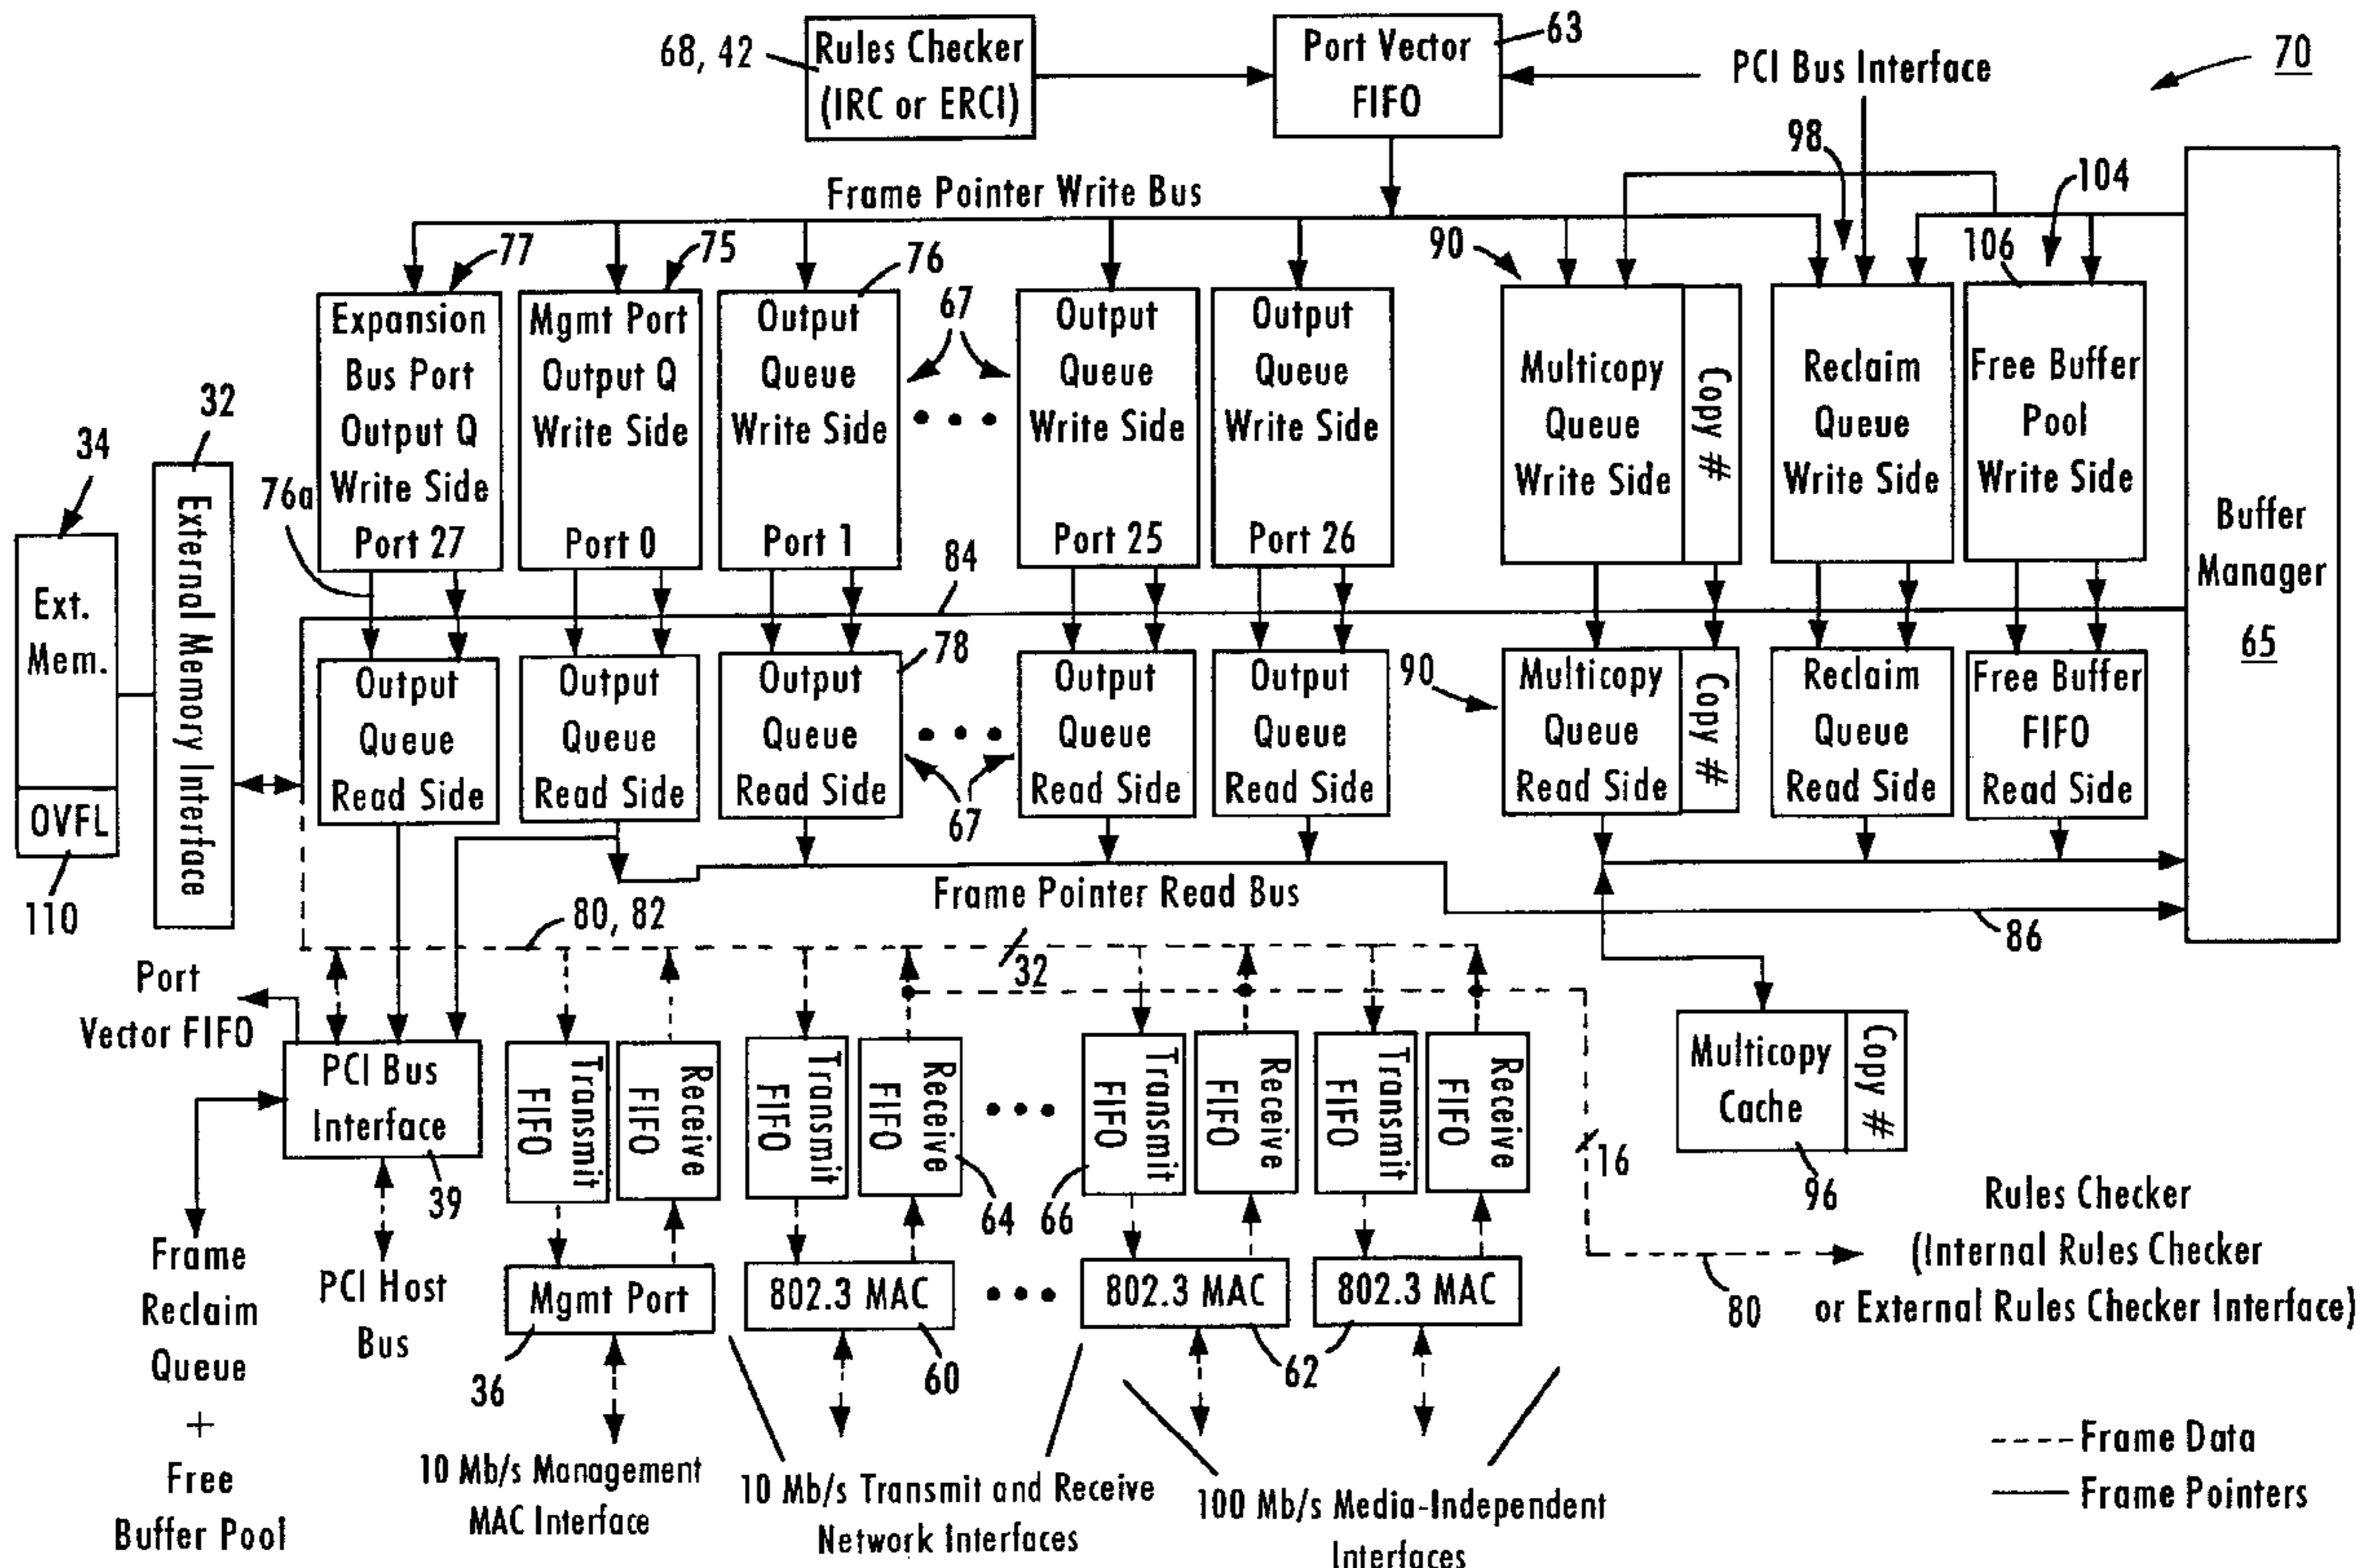 68, 42
Rules Checker
(IRC or ERCI)
Port Vector
FIFO
63
PCI Bus Interface
70
98
104
Frame Pointer Write Bus
77
75
76
67
90
106
Expansion
Bus Port
Output Q
Write Side
Port 27
Mgmt Port
Output Q
Write Side
Port 0
Output
Queue
Write Side
Port 1
Output
Queue
Write Side
Port 25
Output
Queue
Write Side
Port 26
Multicopy
Queue
Write Side
Copy #
Reclaim
Queue
Write Side
Free Buffer
Pool
Write Side
Buffer
Manager
65
34
32
76a
84
Ext.
Mem.
OVFL
110
External Memory Interface
Output
Queue
Read Side
Output
Queue
Read Side
Output
Queue
Read Side
78
67
Output
Queue
Read Side
Output
Queue
Read Side
90
Multicopy
Queue
Read Side
Copy #
Reclaim
Queue
Read Side
Free Buffer
FIFO
Read Side
Frame Pointer Read Bus
80, 82
32
86
Port
Vector FIFO
PCI Bus
Interface
39
Transmit
FIFO
Receive
FIFO
Transmit
FIFO
Receive
FIFO
64
66
Transmit
FIFO
Receive
FIFO
Transmit
FIFO
Receive
FIFO
16
Multicopy
Cache
Copy #
96
Rules Checker
(Internal Rules Checker
or External Rules Checker Interface)
80
Frame
Reclaim
Queue
+
Free
Buffer Pool
PCI Host
Bus
Mgmt Port
36
802.3 MAC
60
802.3 MAC
802.3 MAC
62
10 Mb/s Management
MAC Interface
10 Mb/s Transmit and Receive
Network Interfaces
100 Mb/s Media-Independent
Interfaces
Frame Data
Frame Pointers